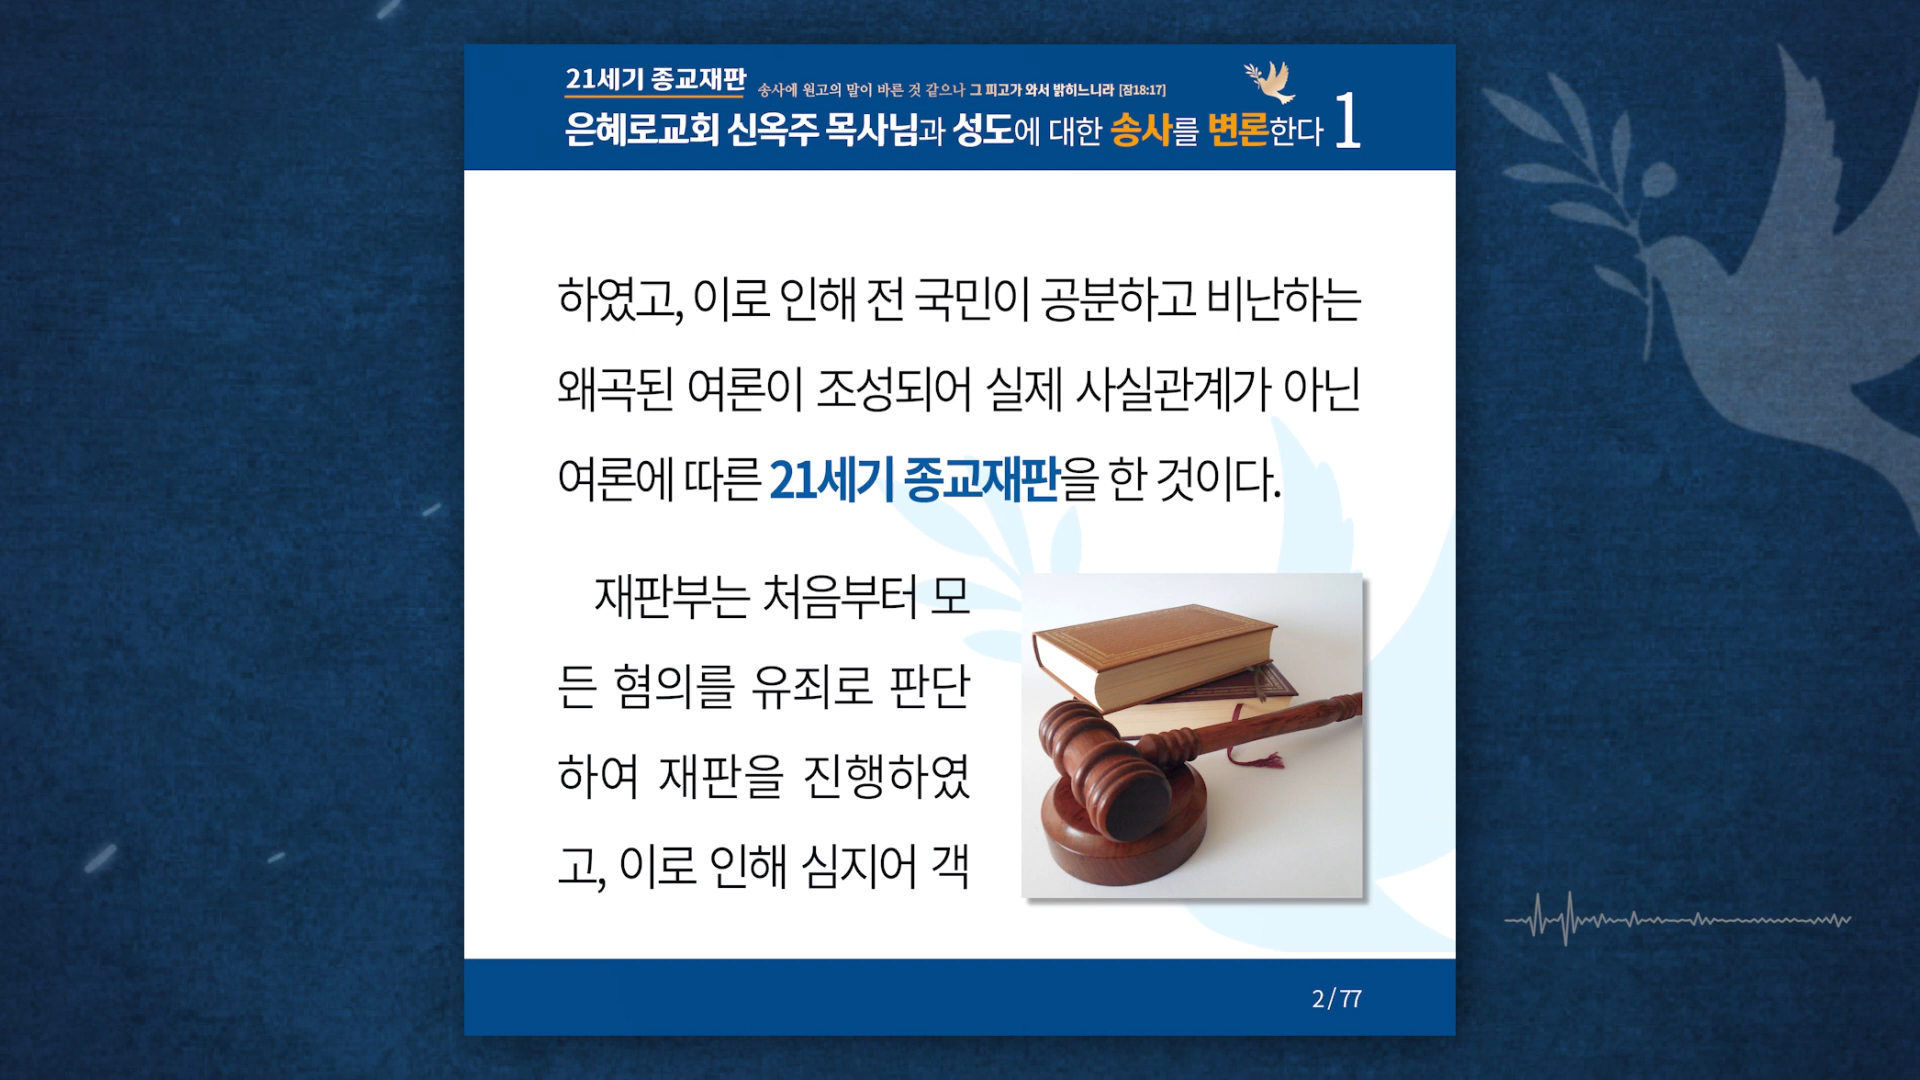 21세기 종교재판 송사에 원고의 말이 바른 것 같으나 그 피고가 와서 밝히느니라 [잠18:17]
은혜로교회 신옥주 목사님과 성도에 대한 송사를 변론한다 1
하였고, 이로 인해 전 국민이 공분하고 비난하는
왜곡된 여론이 조성되어 실제 사실관계가 아닌
여론에 따른 21세기 종교재판을 한 것이다.
재판부는 처음부터 모
든 혐의를 유죄로 판단
하여 재판을 진행하였
고, 이로 인해 심지어 객
2 / 77